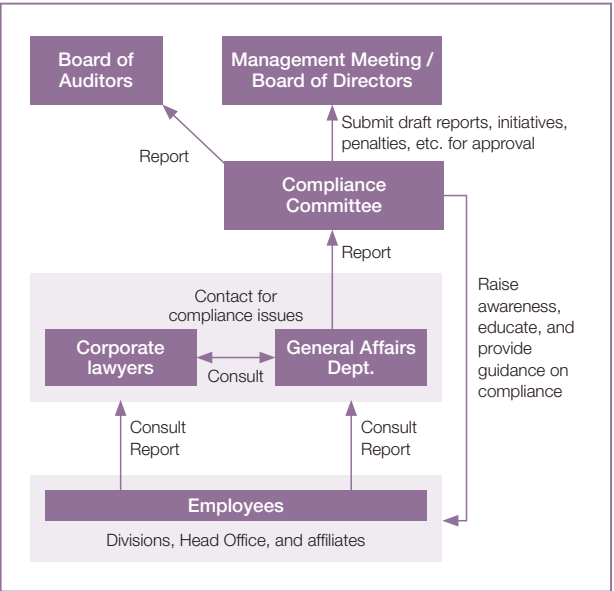 Board of
Auditors
Management Meeting /
Board of Directors
Submit draft reports, initiatives,
penalties, etc. for approval
Report
Compliance
Committee
Report
Raise
awareness,
educate, and
provide
guidance on
compliance
Contact for
compliance issues
Corporate
lawyers
Consult
General Affairs
Dept.
Consult
Report
Consult
Report
Employees
Divisions, Head Office, and affiliates